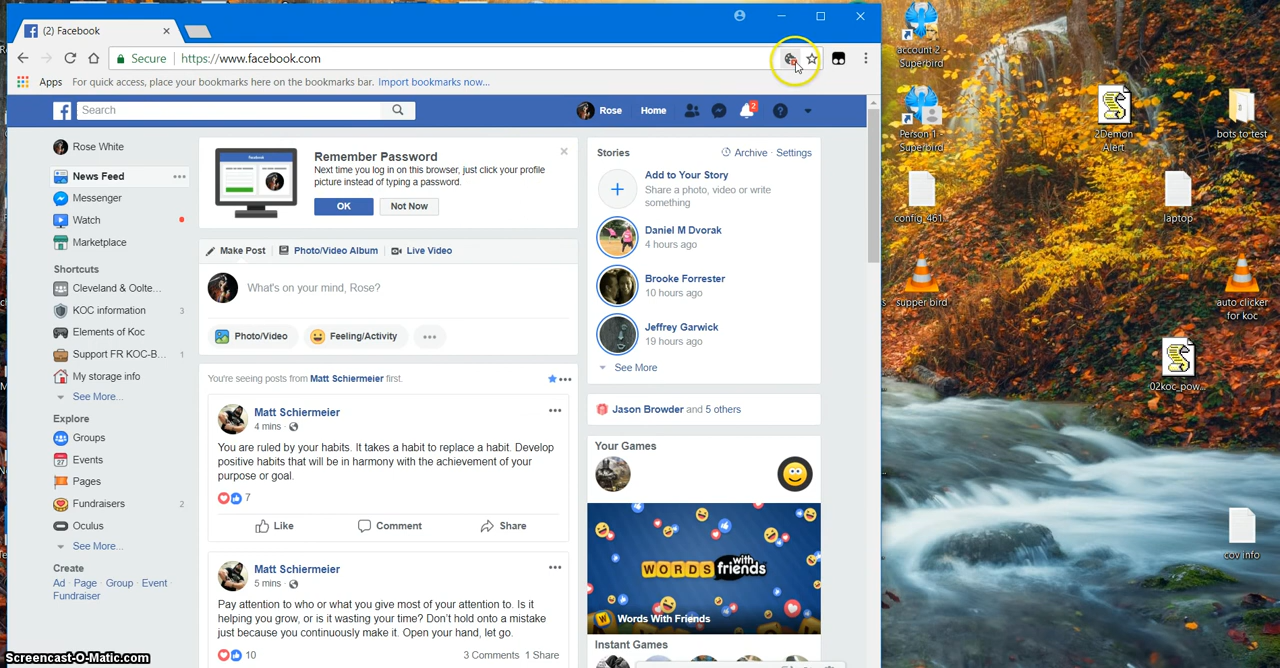 (2) Facebook
Secure
https://www.facebook.com
Apps
For quick access, place your bookmarks here on the bookmarks bar. Import bookmarks now...
Search
Rose
Home
2
Rose White
News Feed
Messenger
Watch
Marketplace
Shortcuts
Cleveland & Oolte...
KOC information 3
Elements of Koc
Support FR KOC-B... 1
My storage info
See More...
Explore
Groups
27
Events
Pages
Fundraisers 2
Oculus
See More...
Create
Ad · Page · Group · Event ·
Fundraiser
Remember Password
Next time you log in on this browser, just click your profile
picture instead of typing a password.
OK
Not Now
Make Post
Photo/Video Album
Live Video
What's on your mind, Rose?
Photo/Video
Feeling/Activity
You're seeing posts from Matt Schiermeier first.
Matt Schiermeier
4 mins ·
You are ruled by your habits. It takes a habit to replace a habit. Develop
positive habits that will be in harmony with the achievement of your
purpose or goal.
7
Like
Comment
Share
Matt Schiermeier
5 mins ·
Pay attention to who or what you give most of your attention to. Is it
helping you grow, or is it wasting your time? Don't hold onto a mistake
just because you continuously make it. Open your hand, let go.
10
3 Comments 1 Share
Stories
Archive · Settings
Add to Your Story
Share a photo, video or write
something
Daniel M Dvorak
4 hours ago
Brooke Forrester
10 hours ago
Jeffrey Garwick
19 hours ago
See More
Jason Browder and 5 others
Your Games
WORDS with friends
Words With Friends
Instant Games
account 2 -
Superbird
Person 1 -
Superbird
config_461...
supper bird
2Demon
Alert
bots to test
laptop
auto clicker
for koc
02koc_pow...
cov info
Screencast-O-Matic.com